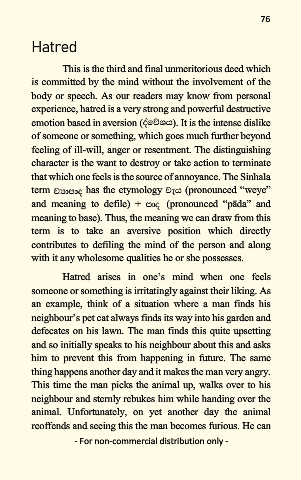 76
Hatred
This is the third and final unmeritorious deed which
is committed by the mind without the involvement of the
body or speech. As our readers may know from personal
experience, hatred is a very strong and powerful destructive
emotion based in aversion (ද්වේශය). It is the intense dislike
of someone or something, which goes much further beyond
feeling of ill-will, anger or resentment. The distinguishing
character is the want to destroy or take action to terminate
that which one feels is the source of annoyance. The Sinhala
term ව්‍යාපාද has the etymology වැය (pronounced “weye”
and meaning to defile) + පාද (pronounced “pāda” and
meaning to base). Thus, the meaning we can draw from this
term is to take an aversive position which directly
contributes to defiling the mind of the person and along
with it any wholesome qualities he or she possesses.
Hatred arises in one’s mind when one feels
someone or something is irritatingly against their liking. As
an example, think of a situation where a man finds his
neighbour’s pet cat always finds its way into his garden and
defecates on his lawn. The man finds this quite upsetting
and so initially speaks to his neighbour about this and asks
him to prevent this from happening in future. The same
thing happens another day and it makes the man very angry.
This time the man picks the animal up, walks over to his
neighbour and sternly rebukes him while handing over the
animal. Unfortunately, on yet another day the animal
reoffends and seeing this the man becomes furious. He can
- For non-commercial distribution only -